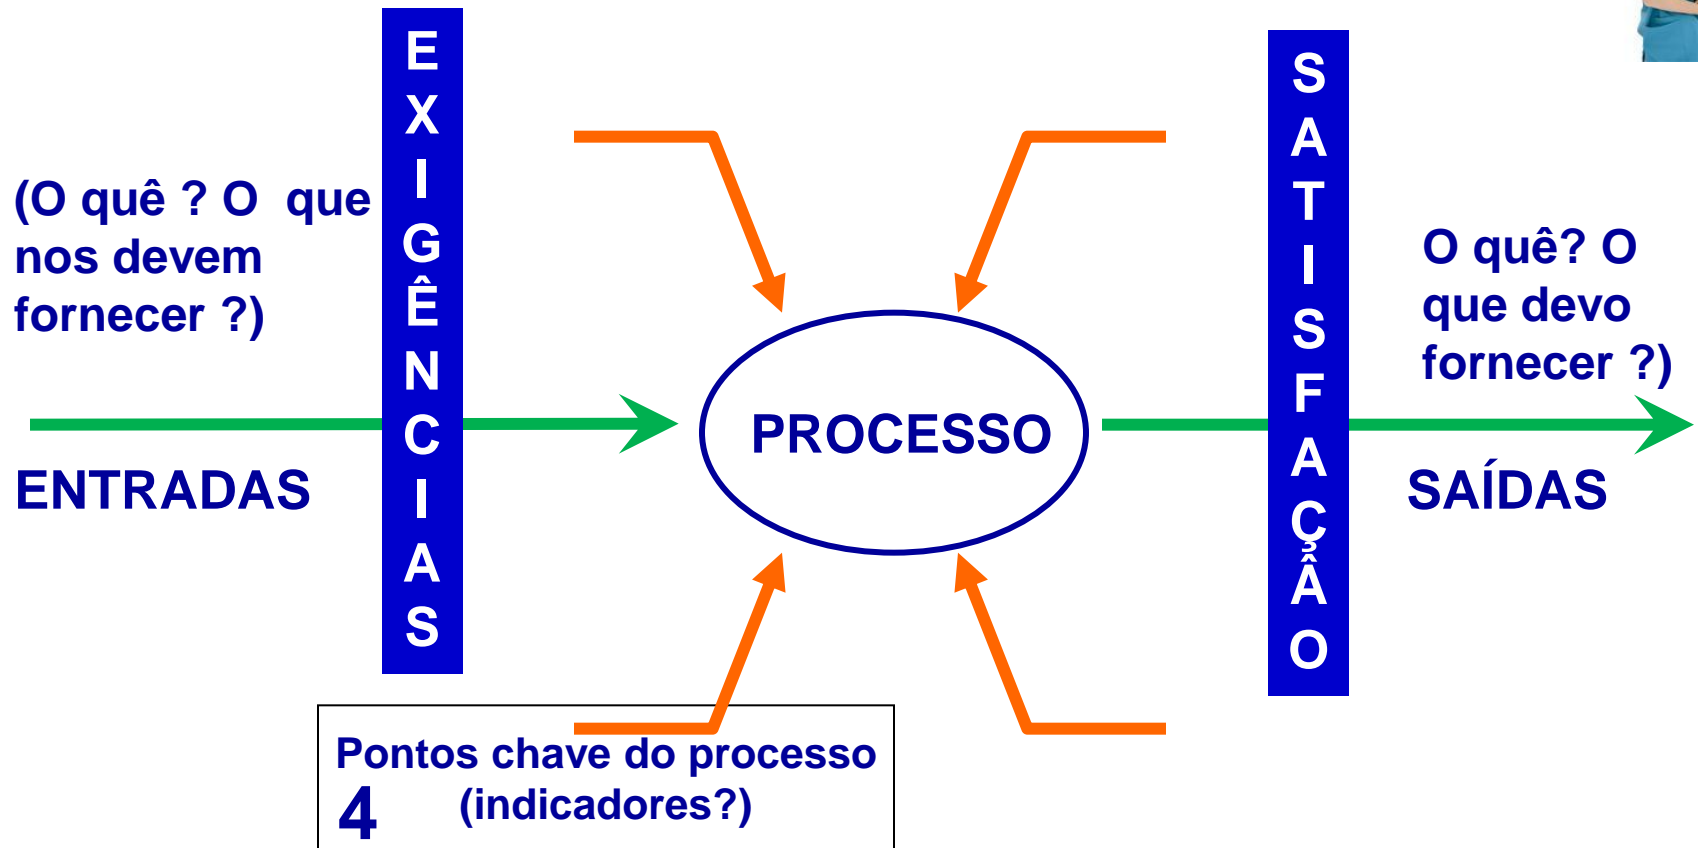 EXIGÊNCIAS
SATISFAÇÂO
(O quê ? O que
nos devem
fornecer ?)
O quê? O
que devo
fornecer ?)
PROCESSO
ENTRADAS
SAÍDAS
Pontos chave do processo
4 (indicadores?)